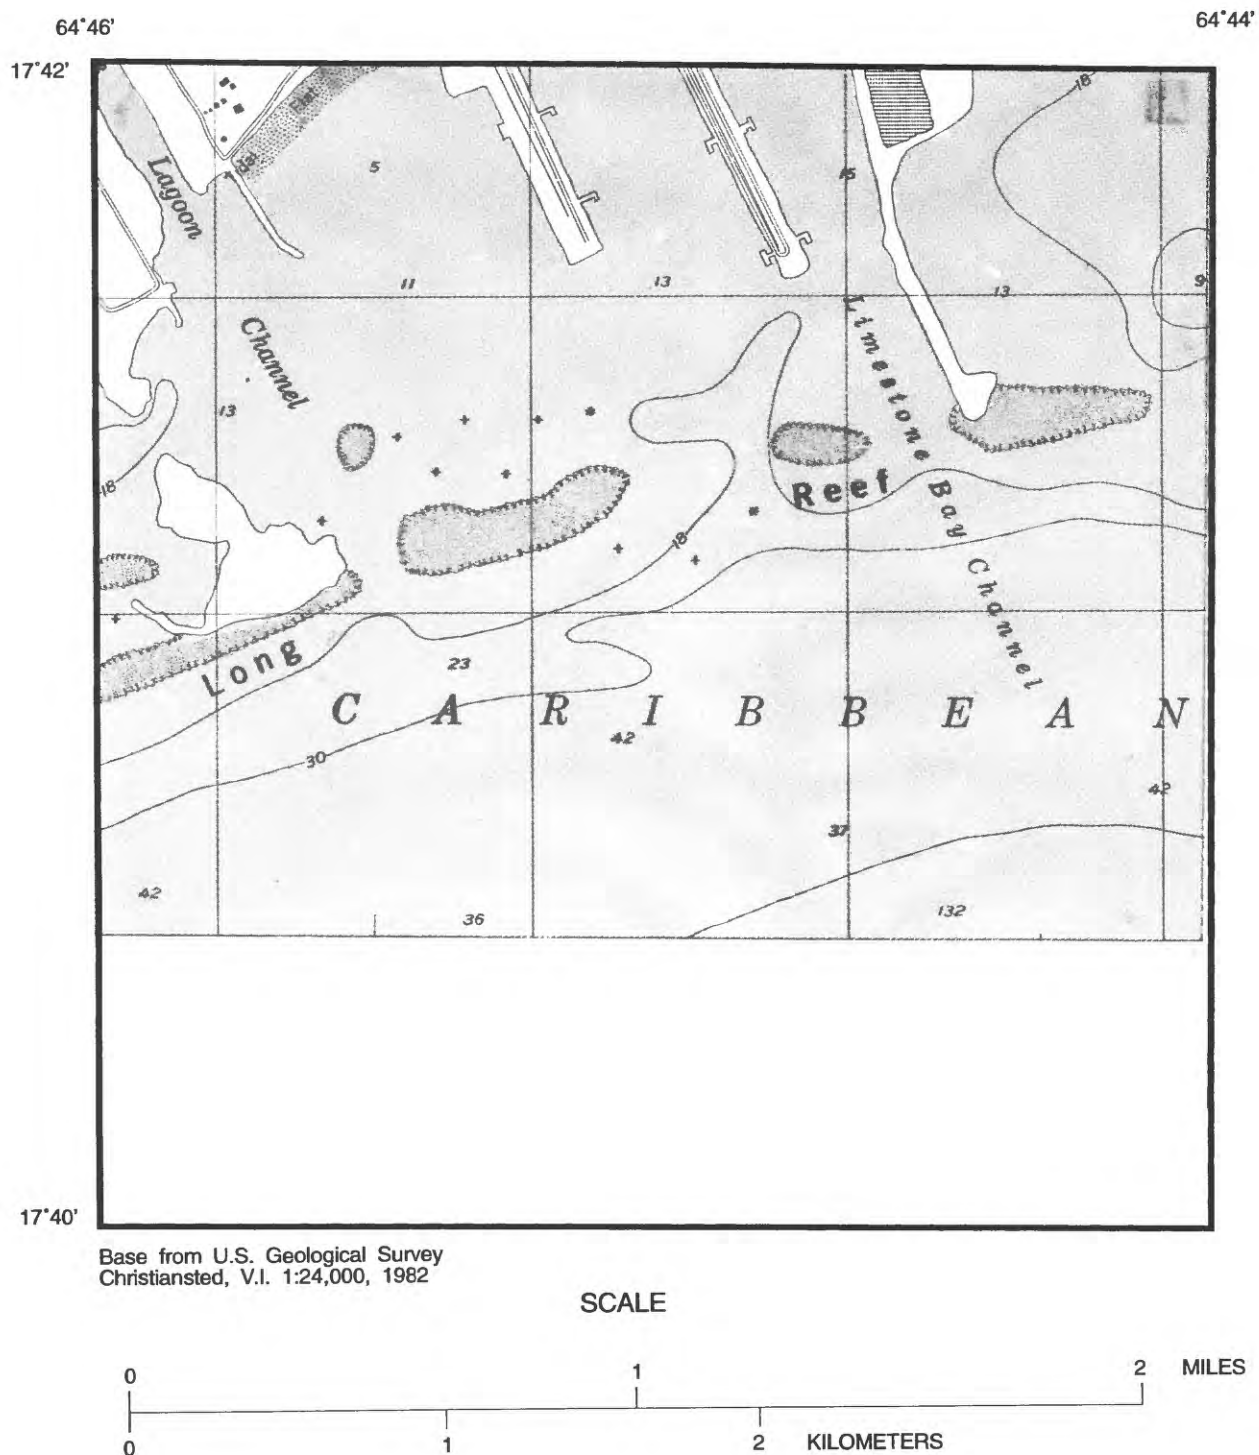 64°46'
64°44'
17°42'
18
Flat
5
15
Lagoon
9
11
13
13
Limestone Bay Channel
Channel
13
18
Reef
18
Long
23
CARIBBEAN
42
30
42
37
42
36
132
17°40'
Base from U.S. Geological Survey
Christiansted, V.I. 1:24,000, 1982
SCALE
0 1 2 MILES
0 1 2 KILOMETERS